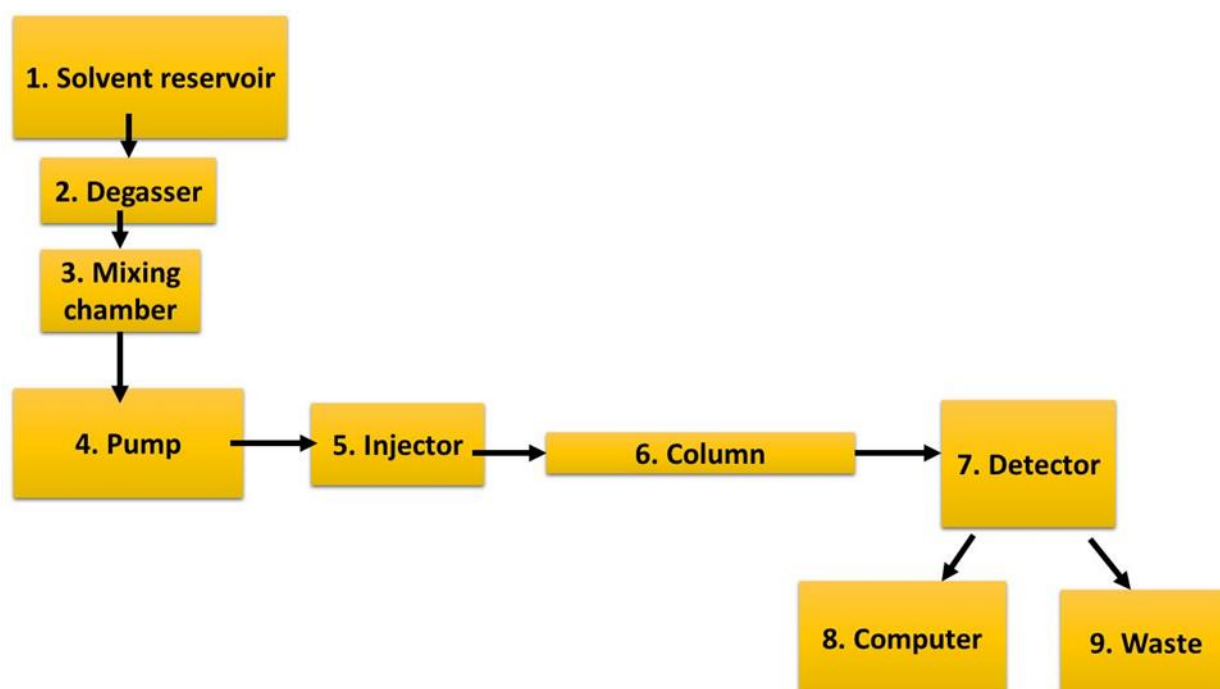 1. Solvent reservoir
2. Degasser
3. Mixing
chamber
4. Pump
5. Injector
6. Column
7. Detector
8. Computer
9. Waste